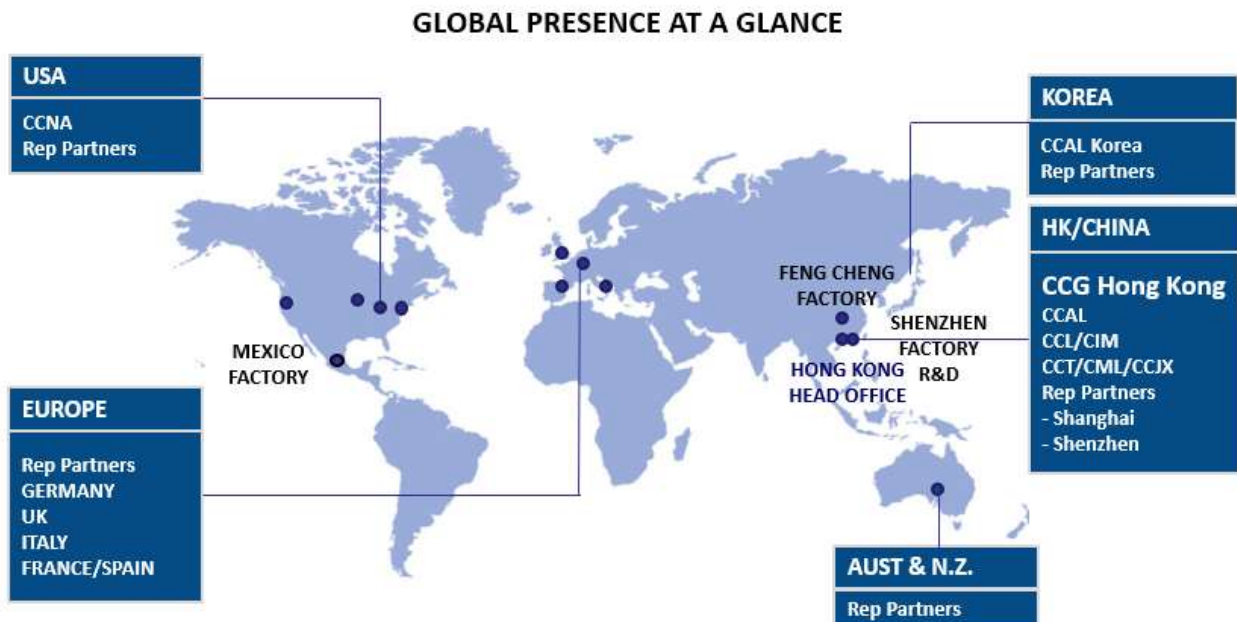 GLOBAL PRESENCE AT A GLANCE
USA
CCNA
Rep Partners
KOREA
CCAL Korea
Rep Partners
HK/CHINA
CCG Hong Kong
CCAL
CCL/CIM
CCT/CML/CCJX
Rep Partners
- Shanghai
- Shenzhen
FENG CHENG
FACTORY
SHENZHEN
FACTORY
R&D
HONG KONG
HEAD OFFICE
MEXICO
FACTORY
EUROPE
Rep Partners
GERMANY
UK
ITALY
FRANCE/SPAIN
AUST & N.Z.
Rep Partners